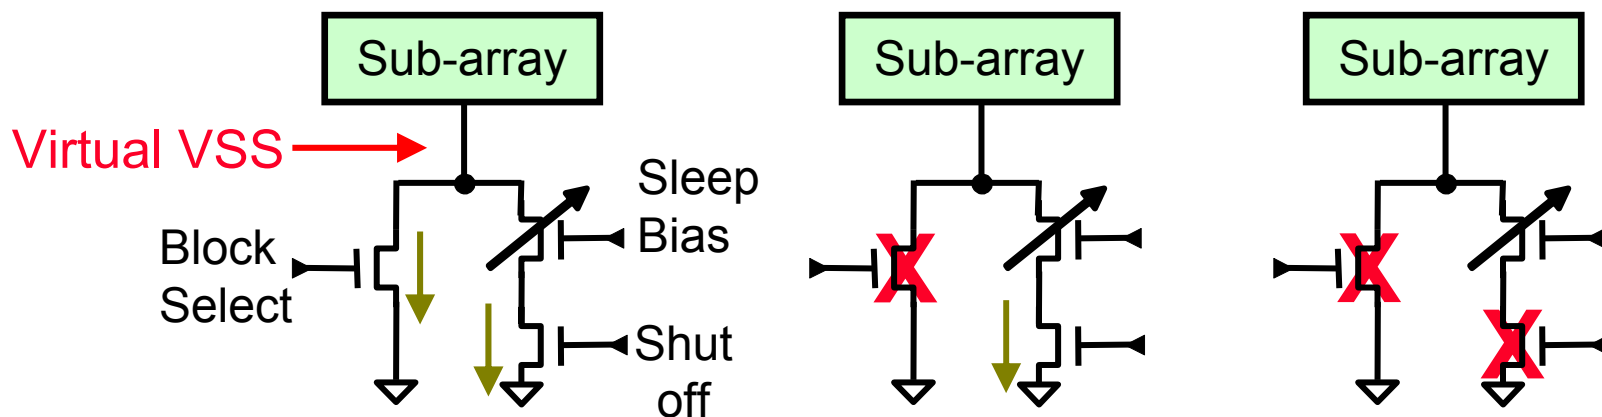 Sub-array
Sub-array
Sub-array
Virtual VSS
Sleep
Bias
Block
Select
Shut
off